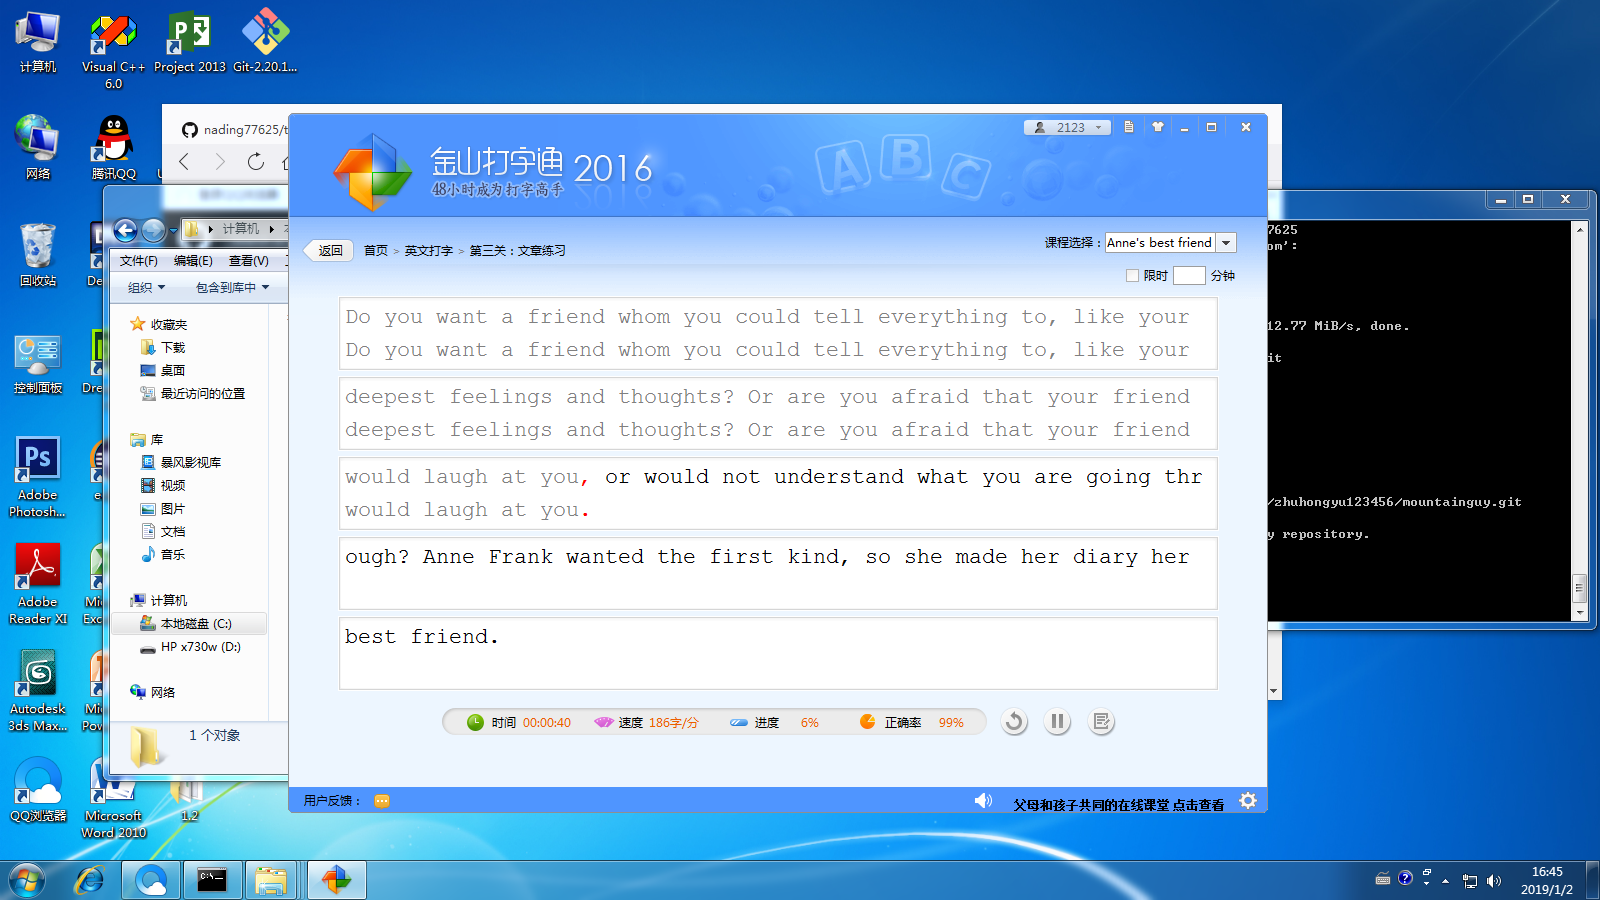 计算机
Visual C++ 6.0
Project 2013
Git-2.20.1...
网络
腾讯QQ
回收站
控制面板
Adobe Photosh...
Adobe Reader XI
Autodesk 3ds Max...
QQ浏览器
Microsoft Word 2010
1.2
nading77625/t
计算机
文件(F) 编辑(E) 查看(V)
组织 包含到库中
收藏夹
下载
桌面
最近访问的位置
库
暴风影视库
视频
图片
文档
音乐
计算机
本地磁盘 (C:)
HP x730w (D:)
网络
1 个对象
2123
金山打字通 2016
48小时成为打字高手
A B C
返回 首页 > 英文打字 > 第三关：文章练习
课程选择： Anne's best friend
限时 分钟
Do you want a friend whom you could tell everything to, like your
Do you want a friend whom you could tell everything to, like your
deepest feelings and thoughts? Or are you afraid that your friend
deepest feelings and thoughts? Or are you afraid that your friend
would laugh at you, or would not understand what you are going thr
would laugh at you.
ough? Anne Frank wanted the first kind, so she made her diary her
best friend.
时间 00:00:40 速度 186字/分 进度 6% 正确率 99%
用户反馈：
父母和孩子共同的在线课堂 点击查看
7625
om':
12.77 MiB/s, done.
it
/zhuhongyu123456/mountainguy.git
y repository.
16:45
2019/1/2